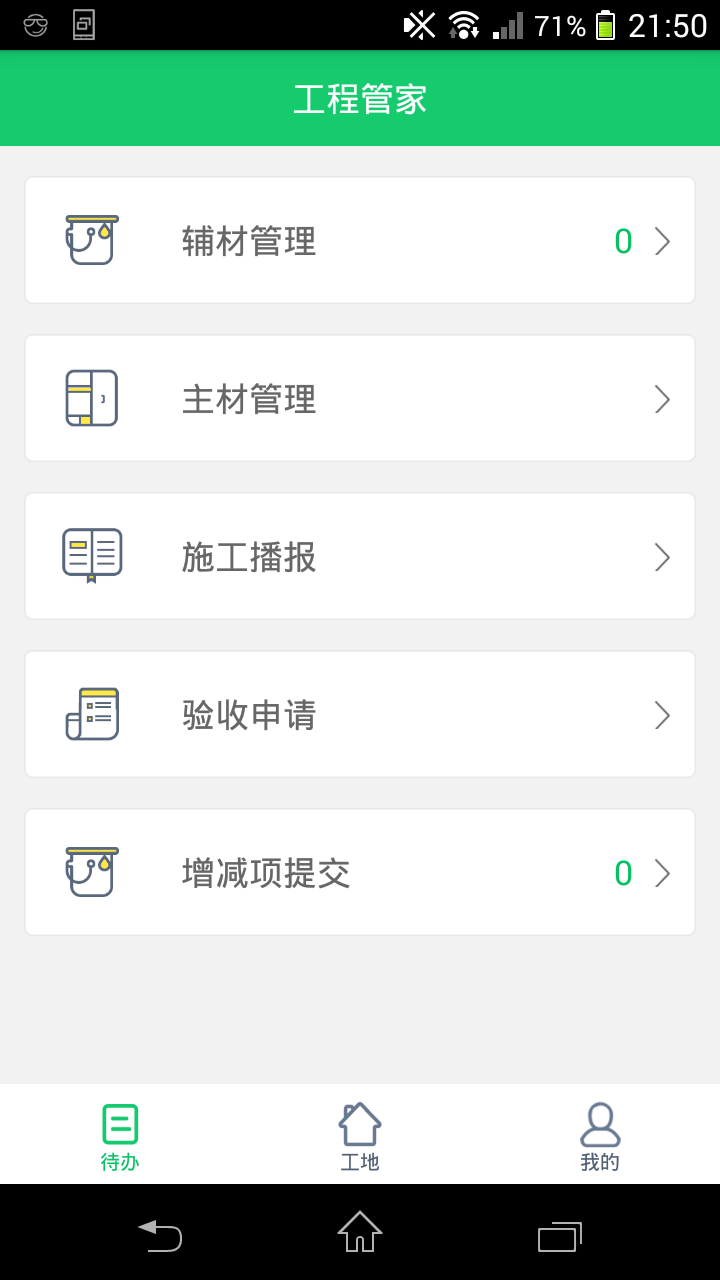 71% 21:50
工程管家
辅材管理 0
主材管理
施工播报
验收申请
增减项提交 0
待办 工地 我的